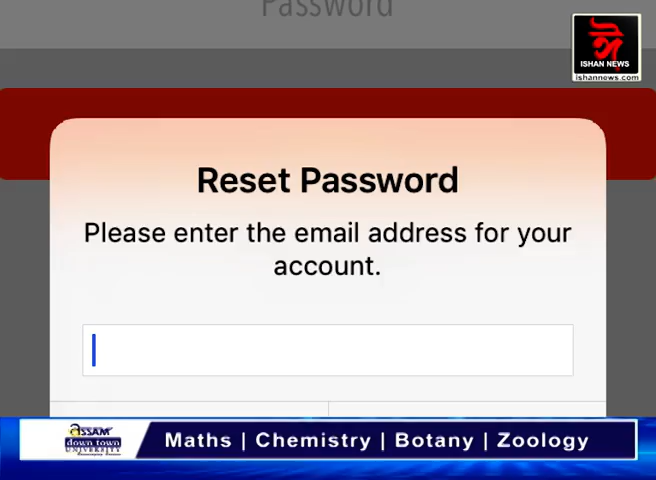 Password
ই
ISHAN NEWS
ishannews.com
Reset Password
Please enter the email address for your
account.
ASSAM
down town
UNIVERSITY
Maths | Chemistry | Botany | Zoology